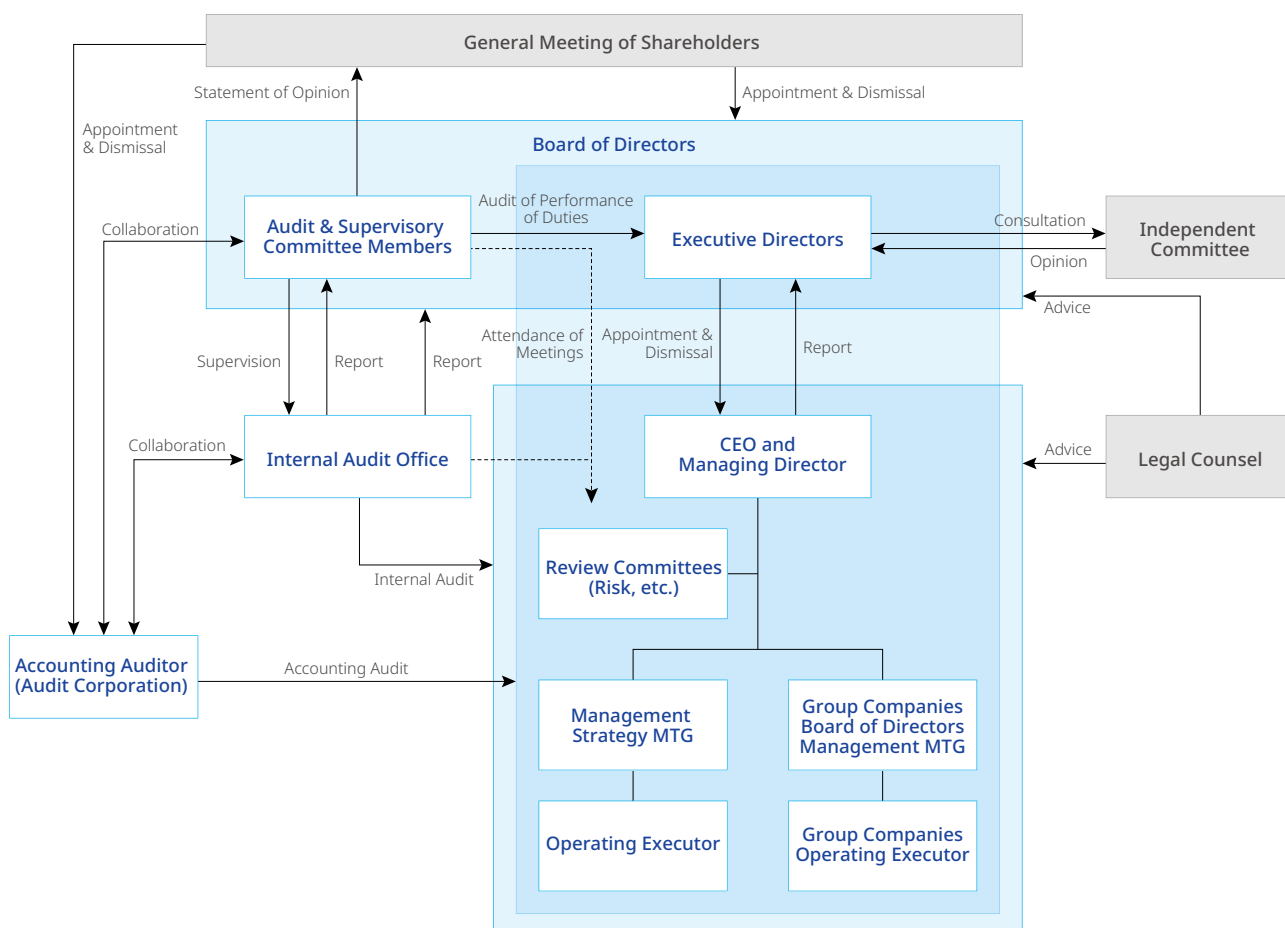 General Meeting of Shareholders
Statement of Opinion
Appointment & Dismissal
Appointment
& Dismissal
Board of Directors
Audit of Performance
of Duties
Collaboration
Audit & Supervisory
Committee Members
Executive Directors
Consultation
Opinion
Independent
Committee
Advice
Supervision
Report
Report
Attendance of
Meetings
Appointment &
Dismissal
Report
Collaboration
Internal Audit Office
CEO and
Managing Director
Advice
Legal Counsel
Internal Audit
Review Committees
(Risk, etc.)
Accounting Auditor
(Audit Corporation)
Accounting Audit
Management
Strategy MTG
Group Companies
Board of Directors
Management MTG
Operating Executor
Group Companies
Operating Executor